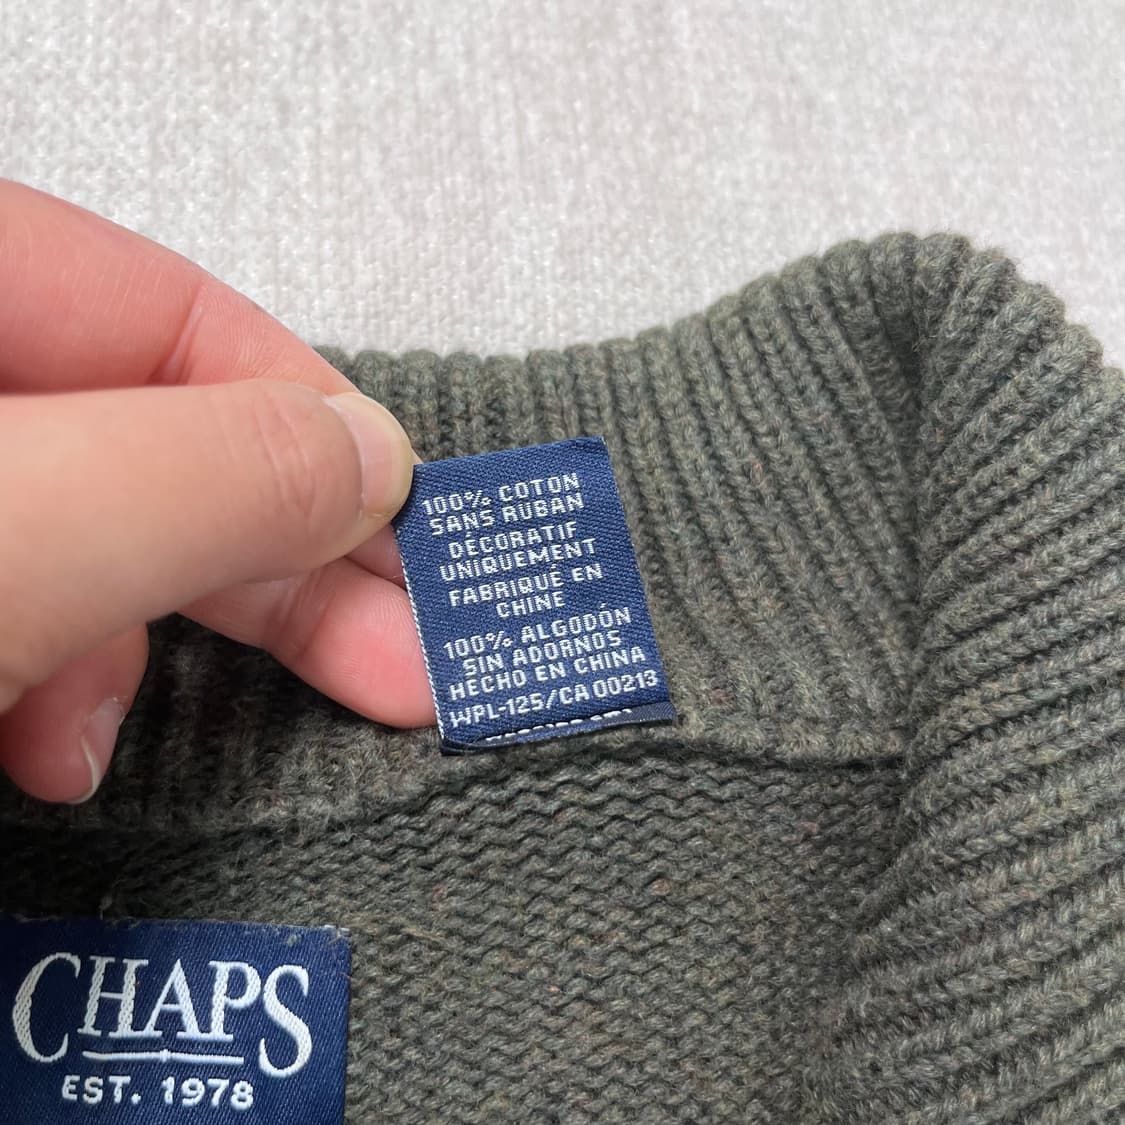 100% COTON
SANS RUBAN
DÉCORATIF
UNIQUEMENT
FABRIQUÉ EN
CHINE
100% ALGODÓN
SIN ADORNOS
HECHO EN CHINA
WPL-125/CA 00213
CHAPS
EST. 1978